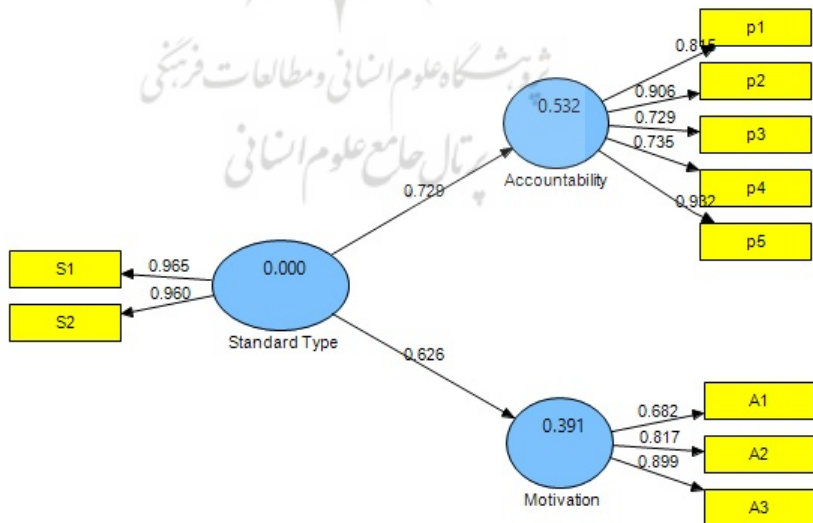 پژوهشگاه علوم انسانی و مطالعات فرهنگی
پرتال جامع علوم انسانی
p1
0.815
p2
0.906
0.532
p3
0.729
p4
0.735
Accountability
p5
0.932
0.729
S1
0.965
0.000
S2
0.960
Standard Type
0.626
A1
0.682
0.391
A2
0.817
A3
0.899
Motivation